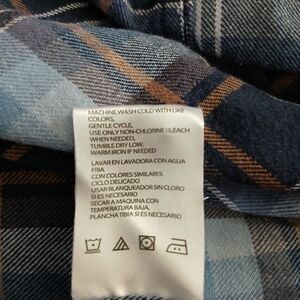 MACHINE WASH COLD WITH LIKE
COLORS,
GENTLE CYCLE,
USE ONLY NON-CHLORINE BLEACH
WHEN NEEDED,
TUMBLE DRY LOW,
WARM IRON IF NEEDED
LAVAR EN LAVADORA CON AGUA
FRIA
CON COLORES SIMILARES
CICLO DELICADO
USAR BLANQUEADOR SIN CLORO
SI ES NECESARIO
SECAR A MAQUINA CON
TEMPERATURA BAJA,
PLANCHA TIBIA SI ES NECESARIO